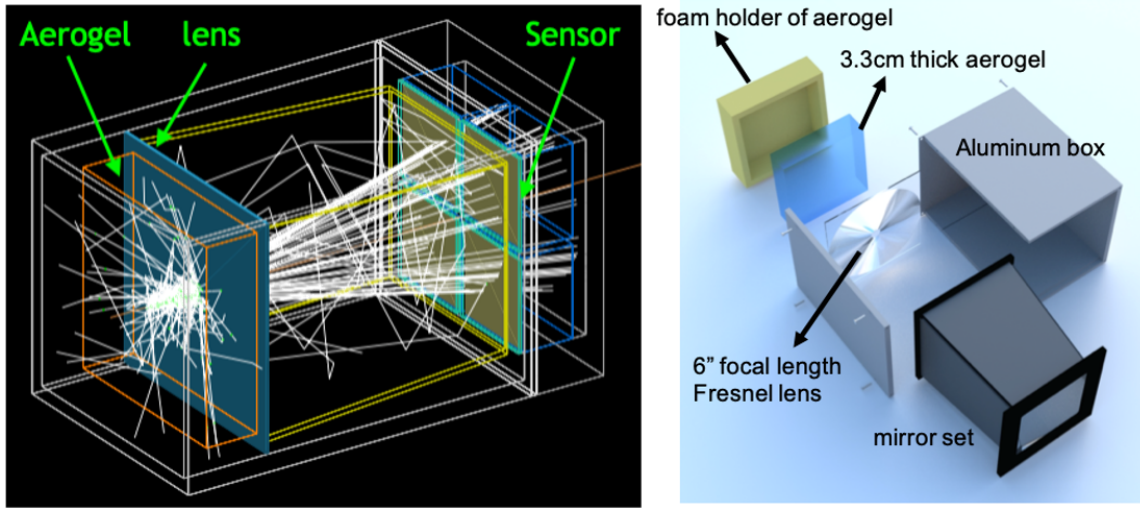 Aerogel lens Sensor
foam holder of aerogel
3.3cm thick aerogel
Aluminum box
6” focal length
Fresnel lens
mirror set